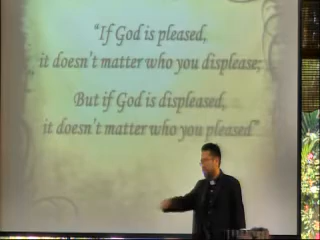 “If God is pleased,
it doesn't matter who you displease;
But if God is displeased,
it doesn't matter who you pleased”